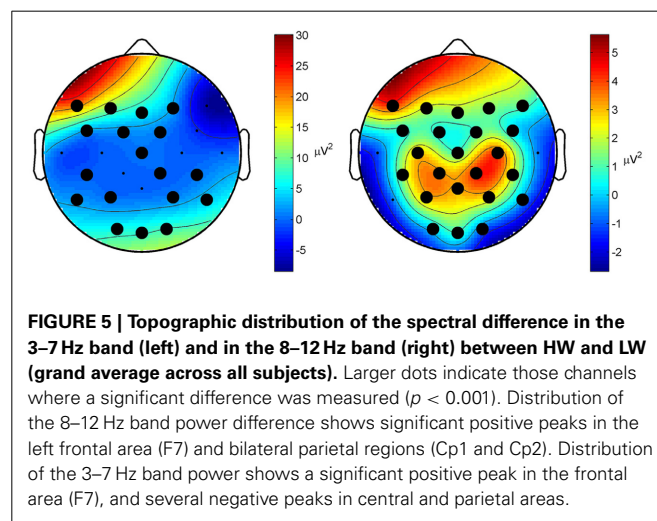 30
25
20
15
10
5
0
-5
μV²
5
4
3
2
1
0
-1
-2
μV²
FIGURE 5 | Topographic distribution of the spectral difference in the
3–7 Hz band (left) and in the 8–12 Hz band (right) between HW and LW
(grand average across all subjects). Larger dots indicate those channels
where a significant difference was measured (p < 0.001). Distribution of
the 8–12 Hz band power difference shows significant positive peaks in the
left frontal area (F7) and bilateral parietal regions (Cp1 and Cp2). Distribution
of the 3–7 Hz band power shows a significant positive peak in the frontal
area (F7), and several negative peaks in central and parietal areas.